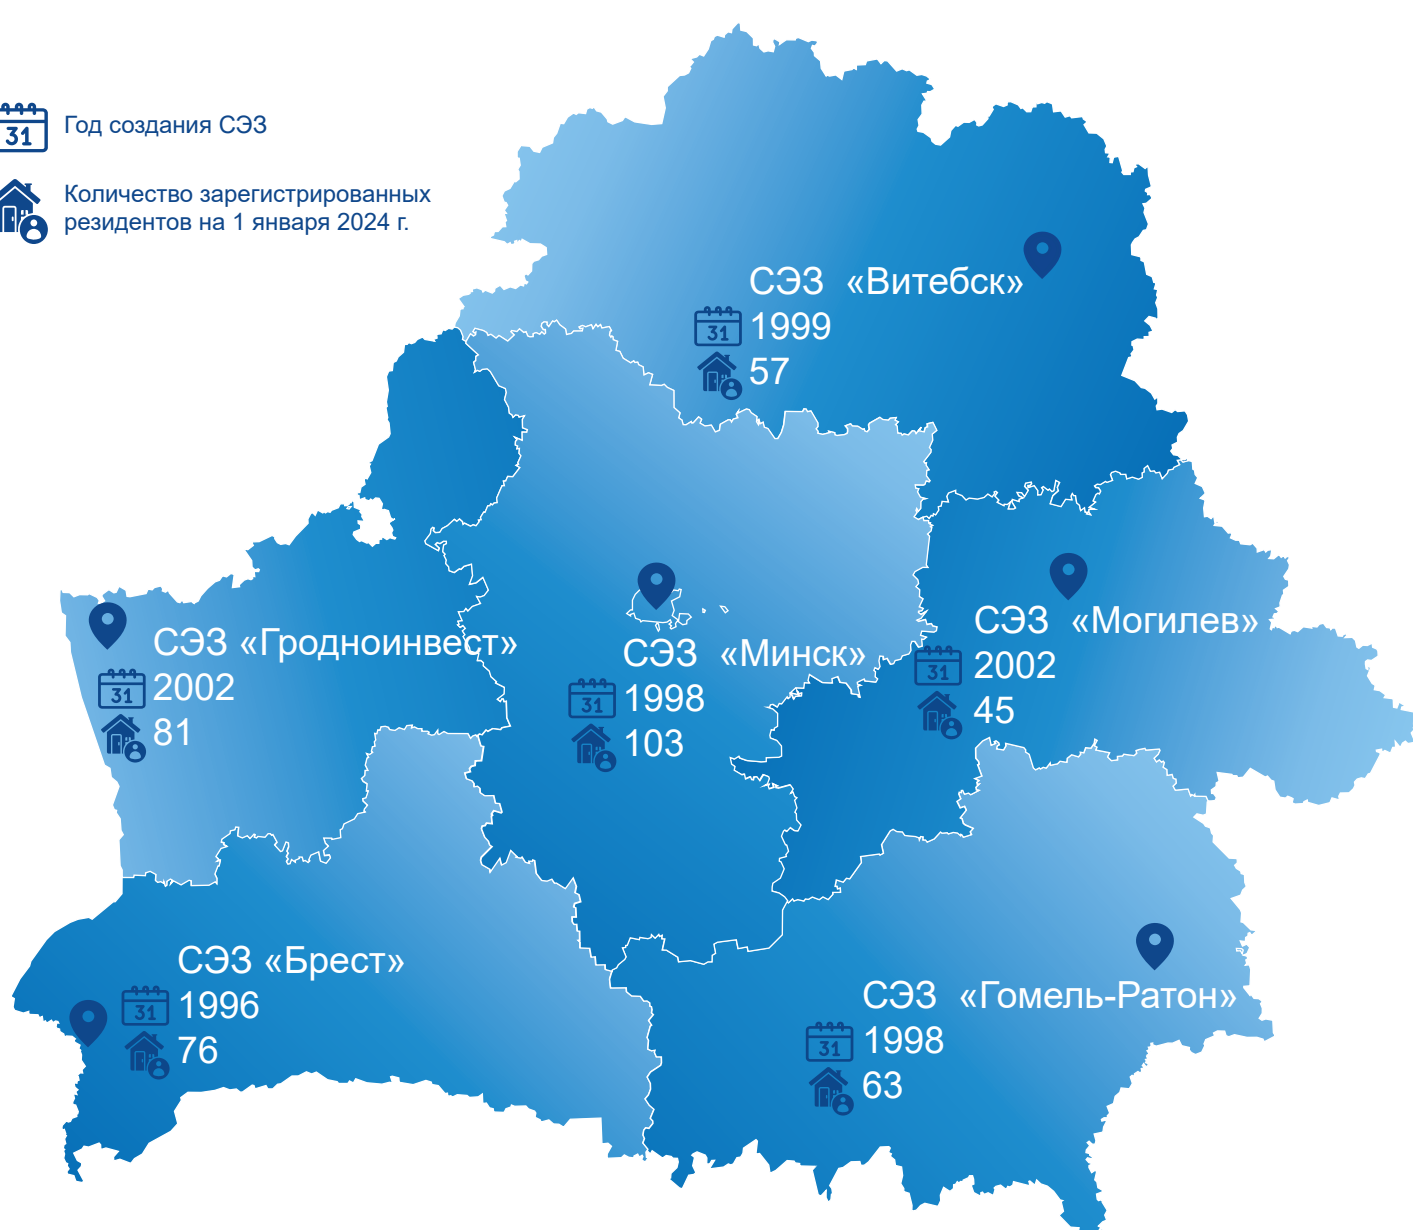 31 Год создания СЭЗ
Количество зарегистрированных
резидентов на 1 января 2024 г.
СЭЗ «Витебск»
31 1999
57
СЭЗ «Могилев»
31 2002
45
СЭЗ «Гродноинвест»
31 2002
81
СЭЗ «Минск»
31 1998
103
СЭЗ «Брест»
31 1996
76
СЭЗ «Гомель-Ратон»
31 1998
63